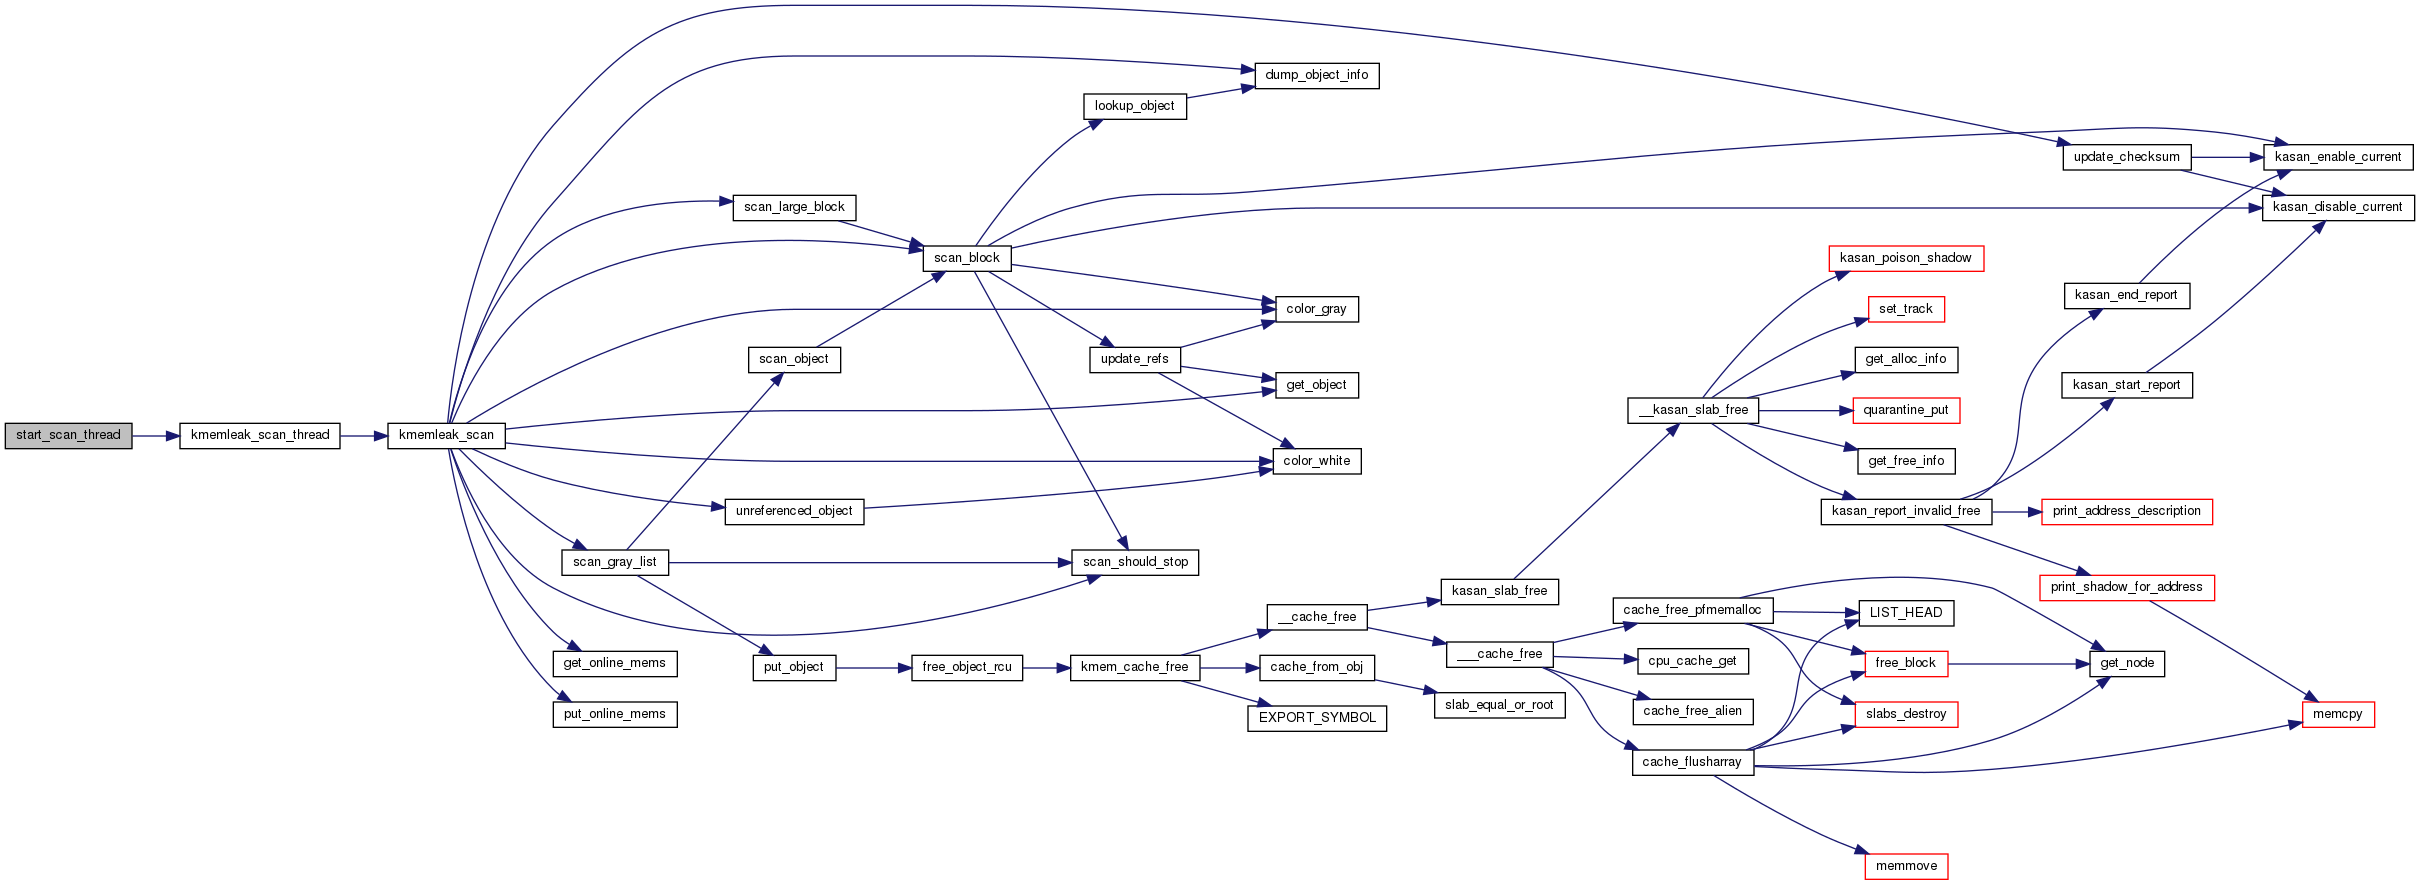 start_scan_thread
kmemleak_scan_thread
kmemleak_scan
scan_large_block
scan_object
unreferenced_object
scan_gray_list
get_online_mems
put_online_mems
put_object
scan_block
free_object_rcu
lookup_object
update_refs
scan_should_stop
kmem_cache_free
dump_object_info
color_gray
get_object
color_white
__cache_free
cache_from_obj
EXPORT_SYMBOL
kasan_slab_free
___cache_free
slab_equal_or_root
__kasan_slab_free
cache_free_pfmemalloc
cpu_cache_get
cache_free_alien
cache_flusharray
kasan_poison_shadow
set_track
get_alloc_info
quarantine_put
get_free_info
kasan_report_invalid_free
LIST_HEAD
free_block
slabs_destroy
memmove
update_checksum
kasan_end_report
kasan_start_report
print_address_description
print_shadow_for_address
get_node
kasan_enable_current
kasan_disable_current
memcpy